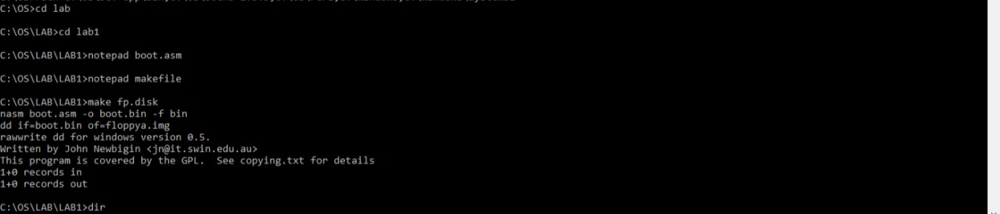 C:\OS>cd lab
C:\OS\LAB>cd lab1
C:\OS\LAB\LAB1>notepad boot.asm
C:\OS\LAB\LAB1>notepad makefile
C:\OS\LAB\LAB1>make fp.disk
nasm boot.asm -o boot.bin -f bin
dd if=boot.bin of=floppya.img
rawwrite dd for windows version 0.5.
Written by John Newbigin <jn@it.swin.edu.au>
This program is covered by the GPL.  See copying.txt for details
1+0 records in
1+0 records out
C:\OS\LAB\LAB1>dir